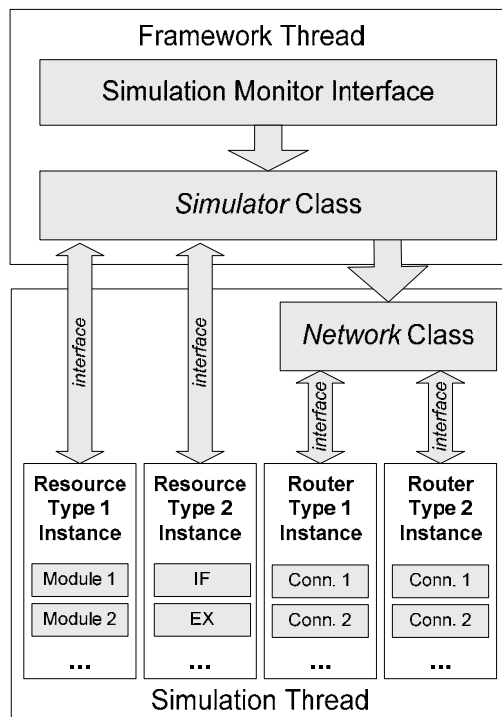 Framework Thread
Simulation Monitor Interface
Simulator Class
Network Class
interface
interface
interface
interface
Resource
Type 1
Instance
Module 1
Module 2
...
Resource
Type 2
Instance
IF
EX
...
Router
Type 1
Instance
Conn. 1
Conn. 2
...
Router
Type 2
Instance
Conn. 1
Conn. 2
...
Simulation Thread